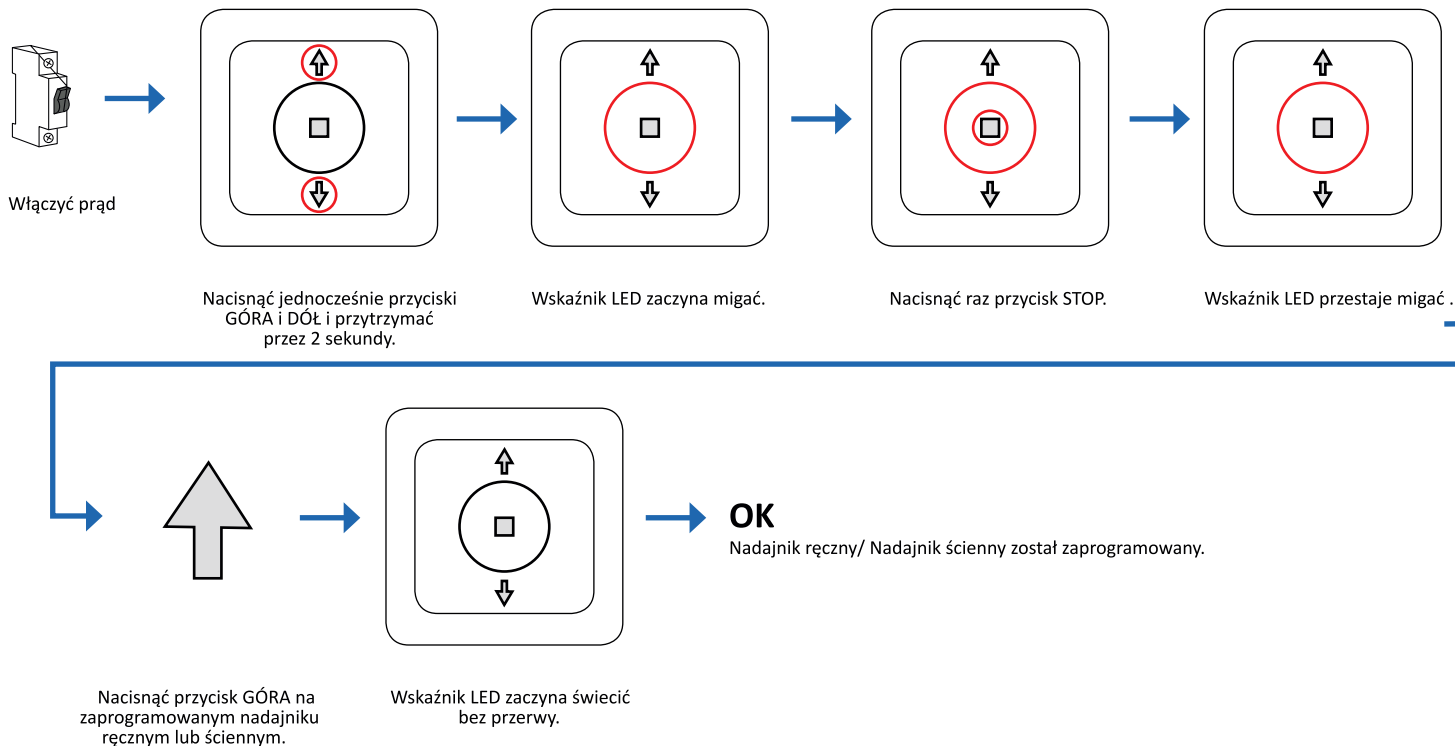 Włączyć prąd
Nacisnąć jednocześnie przyciski
GÓRA i DÓŁ i przytrzymać
przez 2 sekundy.
Wskaźnik LED zaczyna migać.
Nacisnąć raz przycisk STOP.
Wskaźnik LED przestaje migać .
Nacisnąć przycisk GÓRA na
zaprogramowanym nadajniku
ręcznym lub ściennym.
Wskaźnik LED zaczyna świecić
bez przerwy.
OK
Nadajnik ręczny/ Nadajnik ścienny został zaprogramowany.